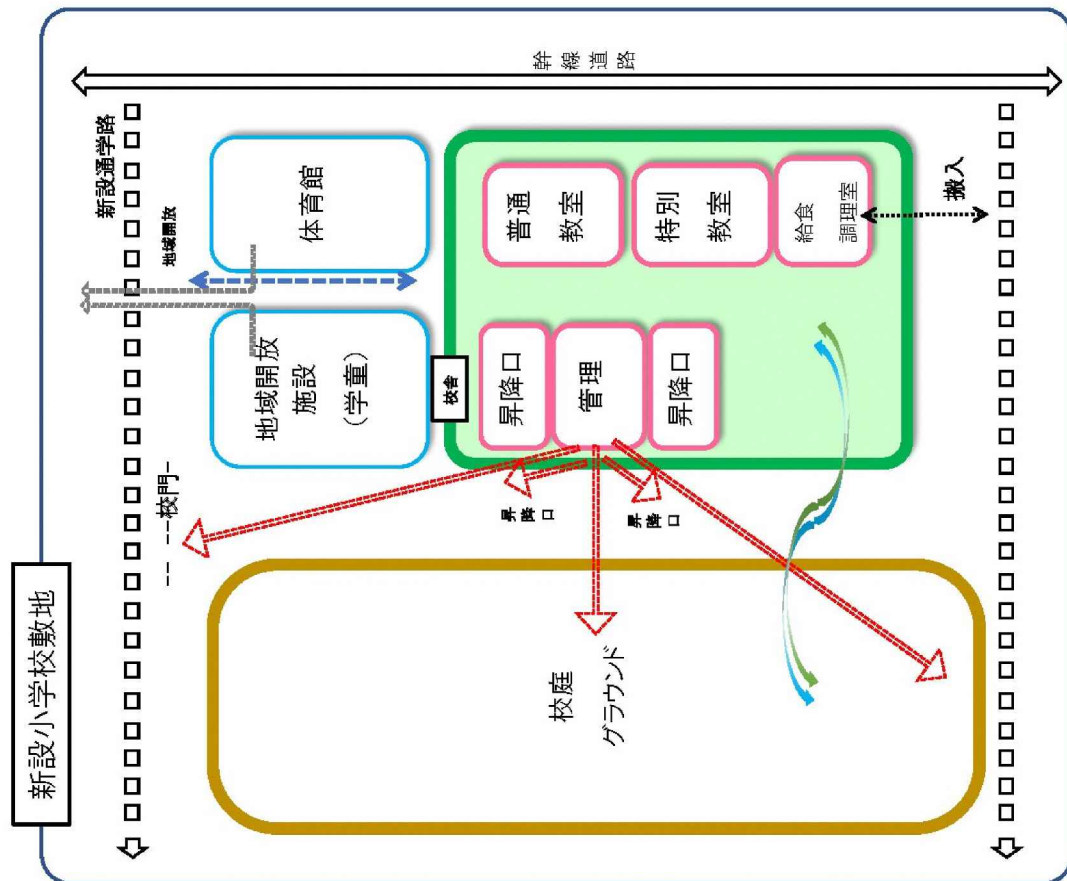 新設小学校敷地
幹線道路
新設通学路
地域開放
体育館
地域開放
施設
(学童)
校舎
普通
教室
特別
教室
給食
調理室
搬入
昇降口
管理
昇降口
校門
昇降口
昇降口
校庭
グラウンド